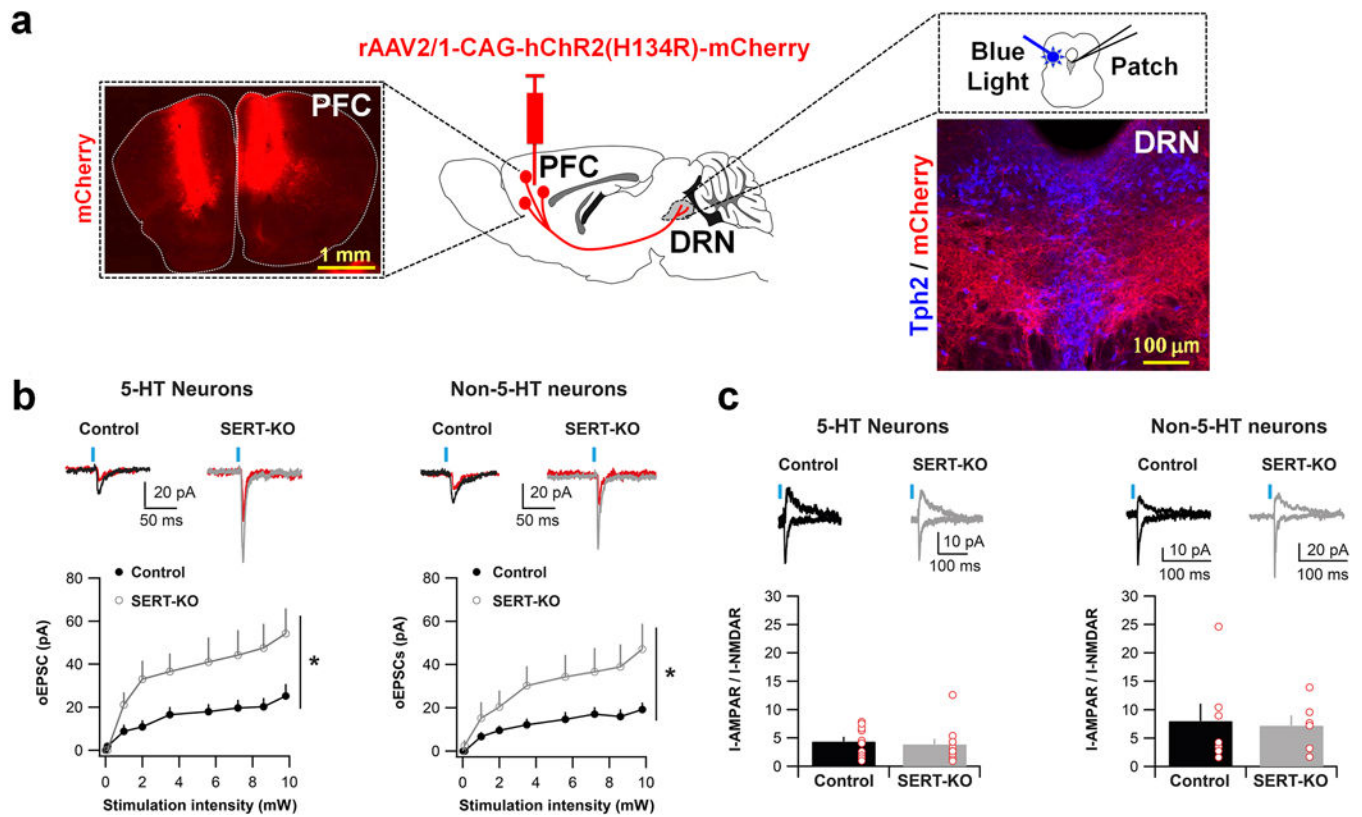 a
rAAV2/1-CAG-hChR2(H134R)-mCherry
mCherry
PFC
1 mm
PFC
DRN
Blue
Light
Patch
Tph2 / mCherry
DRN
100 µm
b
5-HT Neurons
Control
SERT-KO
20 pA
50 ms
Control
SERT-KO
oEPSC (pA)
80
60
40
20
0
*
0 2 4 6 8 10
Stimulation intensity (mW)
Non-5-HT neurons
Control
SERT-KO
20 pA
50 ms
Control
SERT-KO
oEPSCs (pA)
80
60
40
20
0
*
0 2 4 6 8 10
Stimulation intensity (mW)
c
5-HT Neurons
Control
SERT-KO
10 pA
100 ms
I-AMPAR / I-NMDAR
30
25
20
15
10
5
0
Control SERT-KO
Non-5-HT Neurons
Control
SERT-KO
10 pA
100 ms
20 pA
100 ms
I-AMPAR / I-NMDAR
30
25
20
15
10
5
0
Control SERT-KO